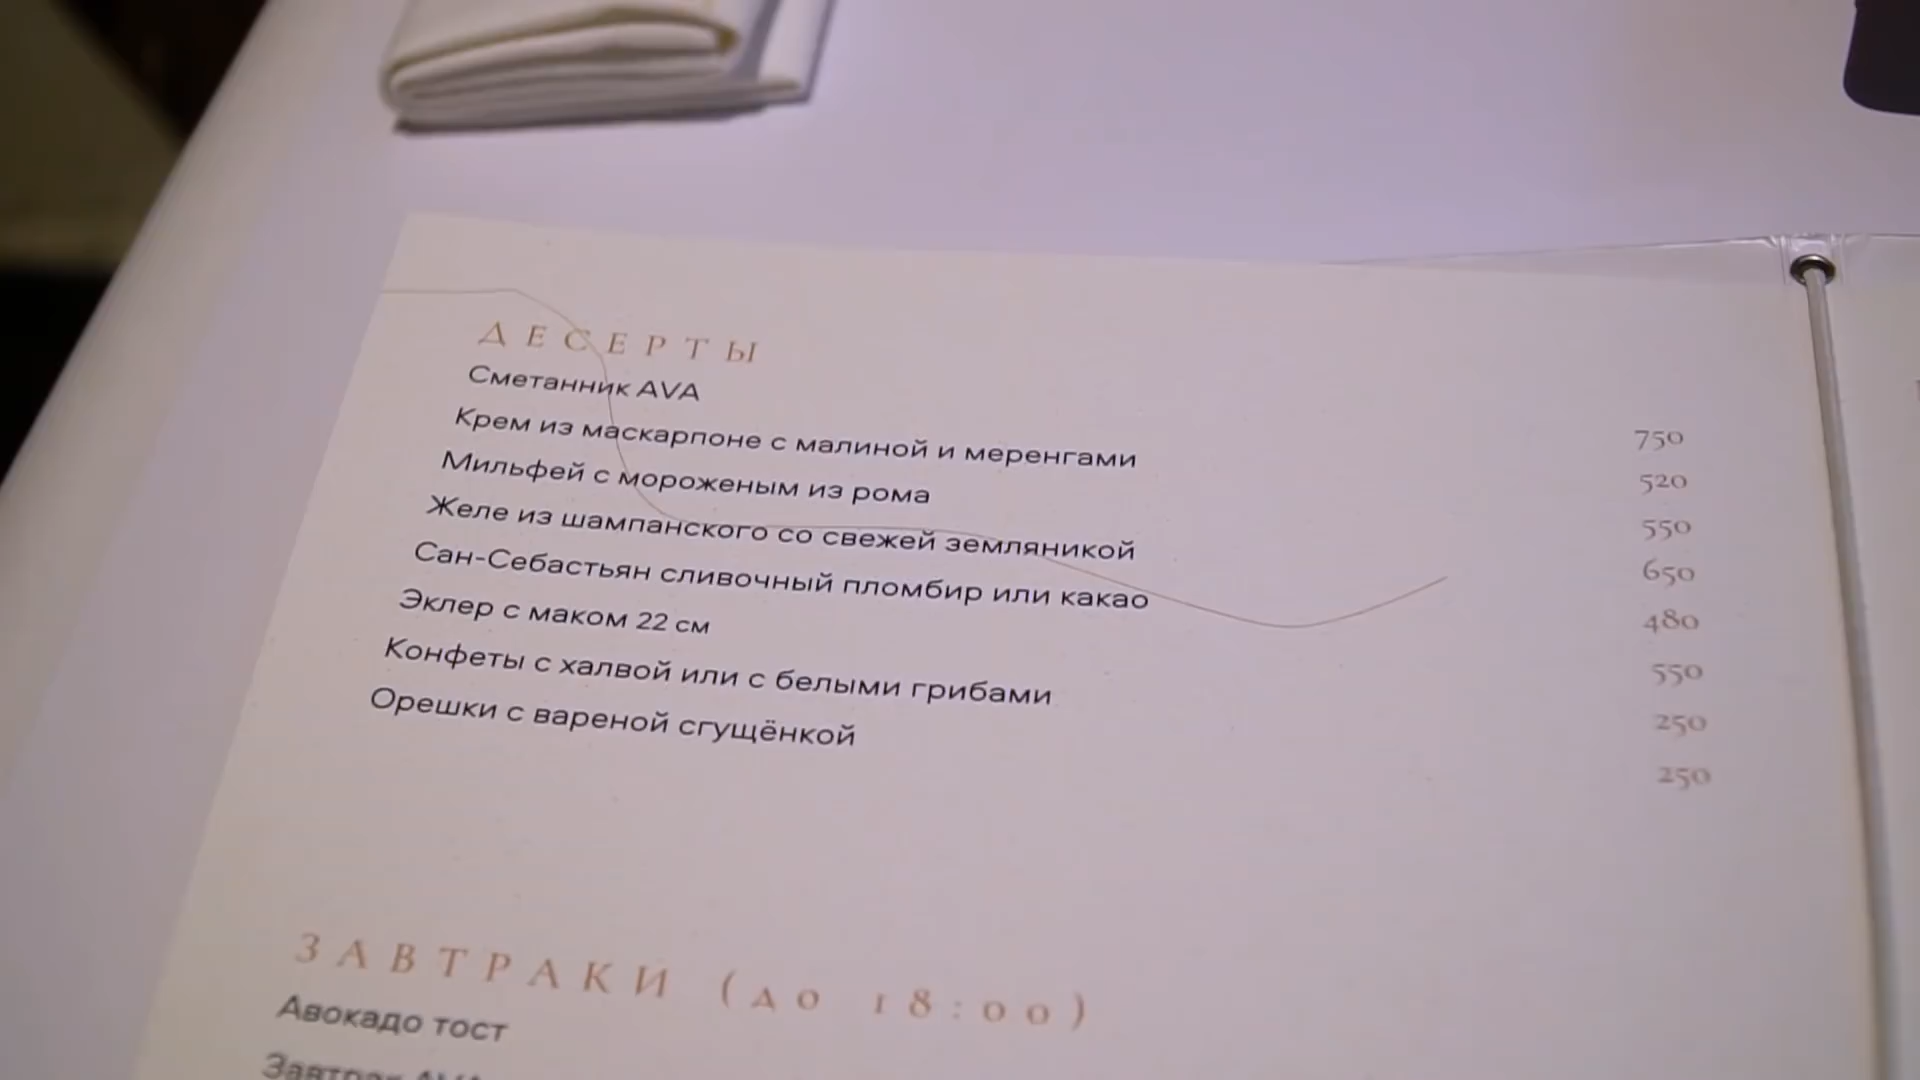 ДЕСЕРТЫ
Сметанник AVA 750
Крем из маскарпоне с малиной и меренгами 520
Мильфей с мороженым из рома 550
Желе из шампанского со свежей земляникой 650
Сан-Себастьян сливочный пломбир или какао 480
Эклер с маком 22 см 550
Конфеты с халвой или с белыми грибами 250
Орешки с вареной сгущёнкой 250
ЗАВТРАКИ (до 18:00)
Авокадо тост
Завтрак AVA